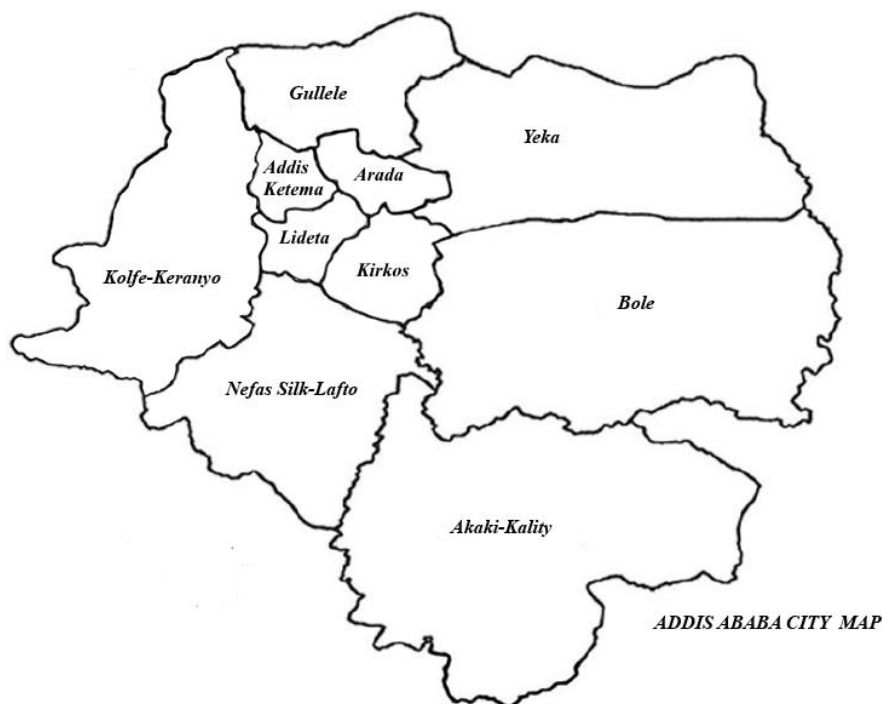 Gullele
Yeka
Addis
Ketema
Arada
Lideta
Kirkos
Kolfe-Keranyo
Bole
Nefas Silk-Lafto
Akaki-Kality
ADDIS ABABA CITY MAP